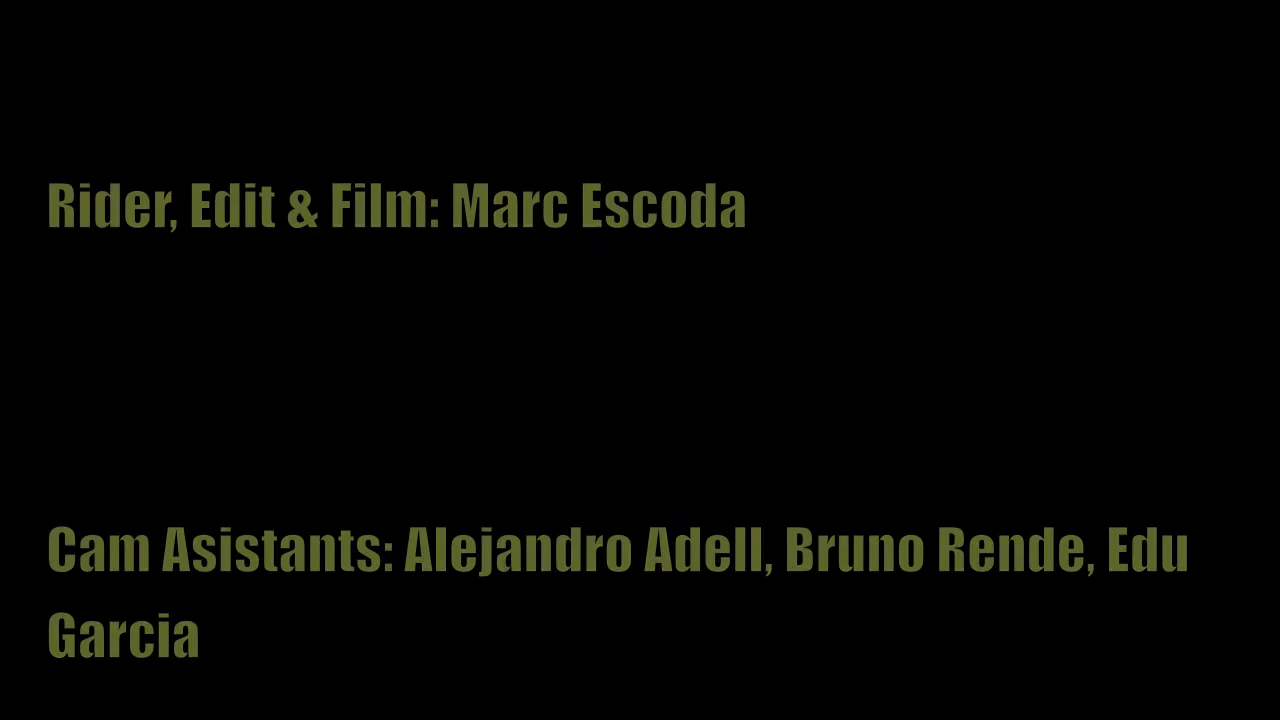 Rider, Edit & Film: Marc Escoda
Cam Asistants: Alejandro Adell, Bruno Rende, Edu
Garcia